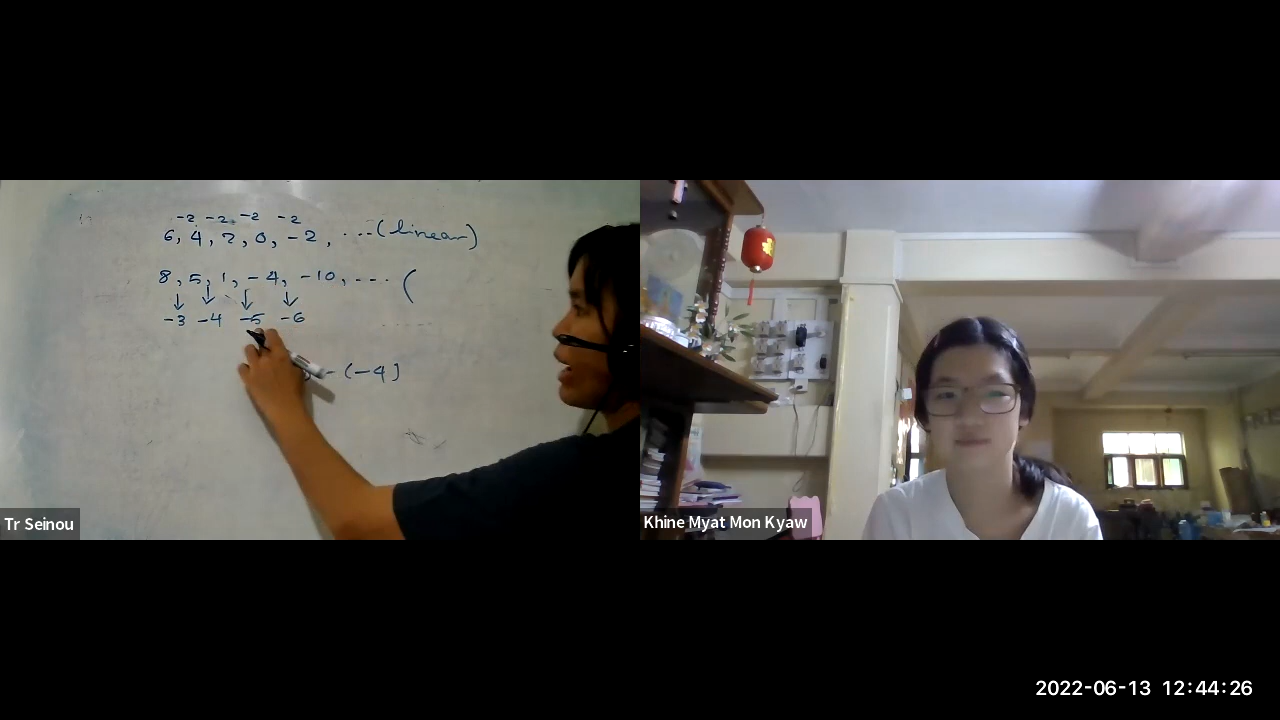 -2 -2 -2 -2
6, 4, 2, 0, -2, ... (linear)
8, 5, 1, -4, -10, ... (
↓ ↓ ↓ ↓
-3 -4 -5 -6
- (-4)
Tr Seinou
Khine Myat Mon Kyaw
2022-06-13 12:44:26